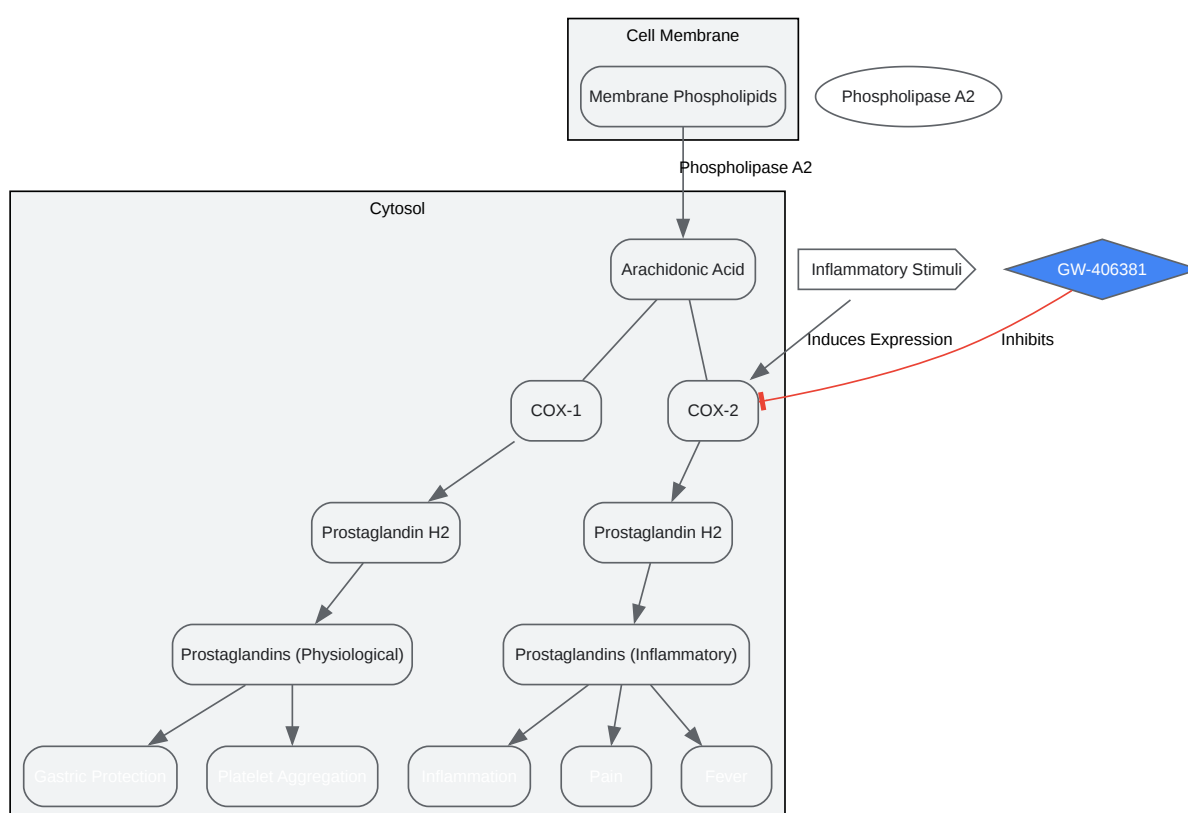 Cell Membrane
Membrane Phospholipids
Phospholipase A2
Phospholipase A2
Cytosol
Arachidonic Acid
Inflammatory Stimuli
GW-406381
Induces Expression
Inhibits
COX-1
COX-2
Prostaglandin H2
Prostaglandin H2
Prostaglandins (Physiological)
Prostaglandins (Inflammatory)
Gastric Protection
Platelet Aggregation
Inflammation
Pain
Fever